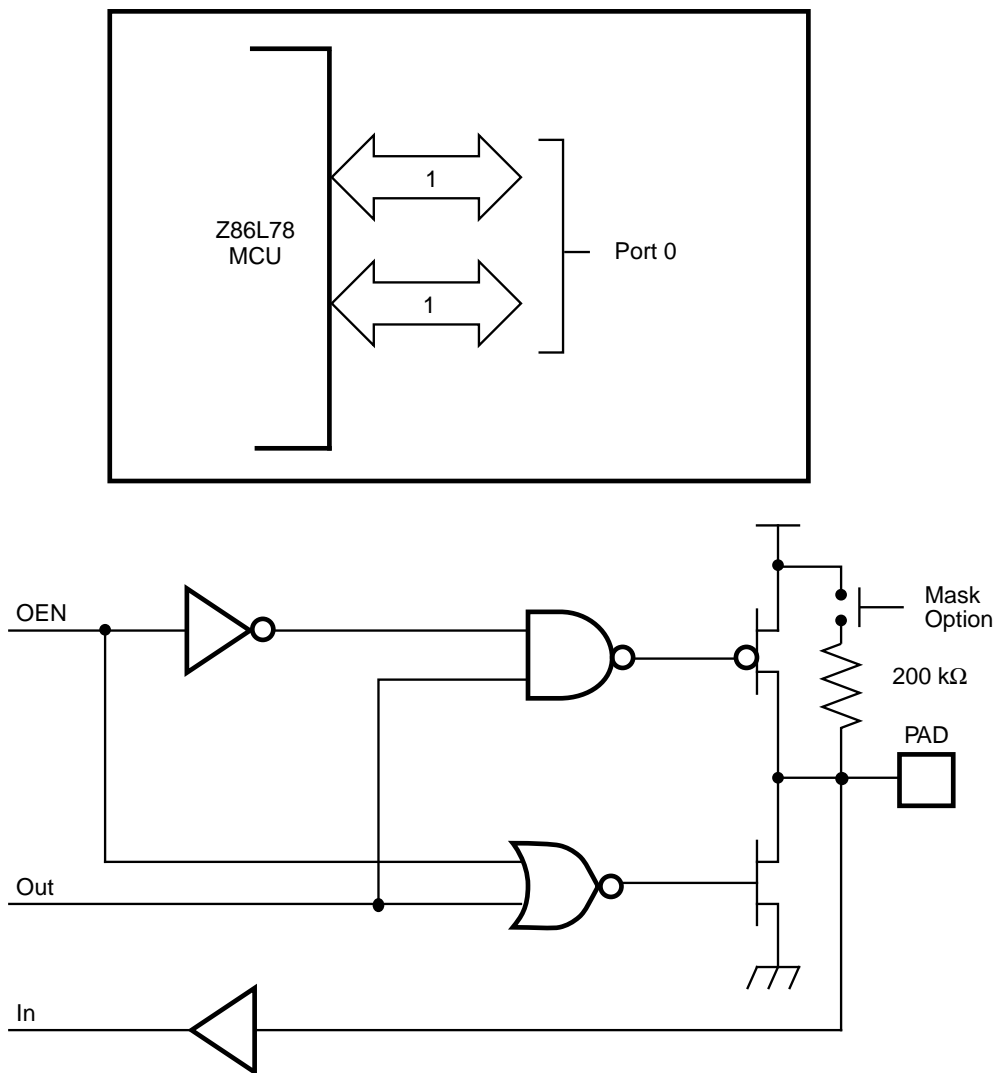 1
Z86L78
MCU
Port 0
1
OEN
Mask
Option
200 kΩ
PAD
Out
In